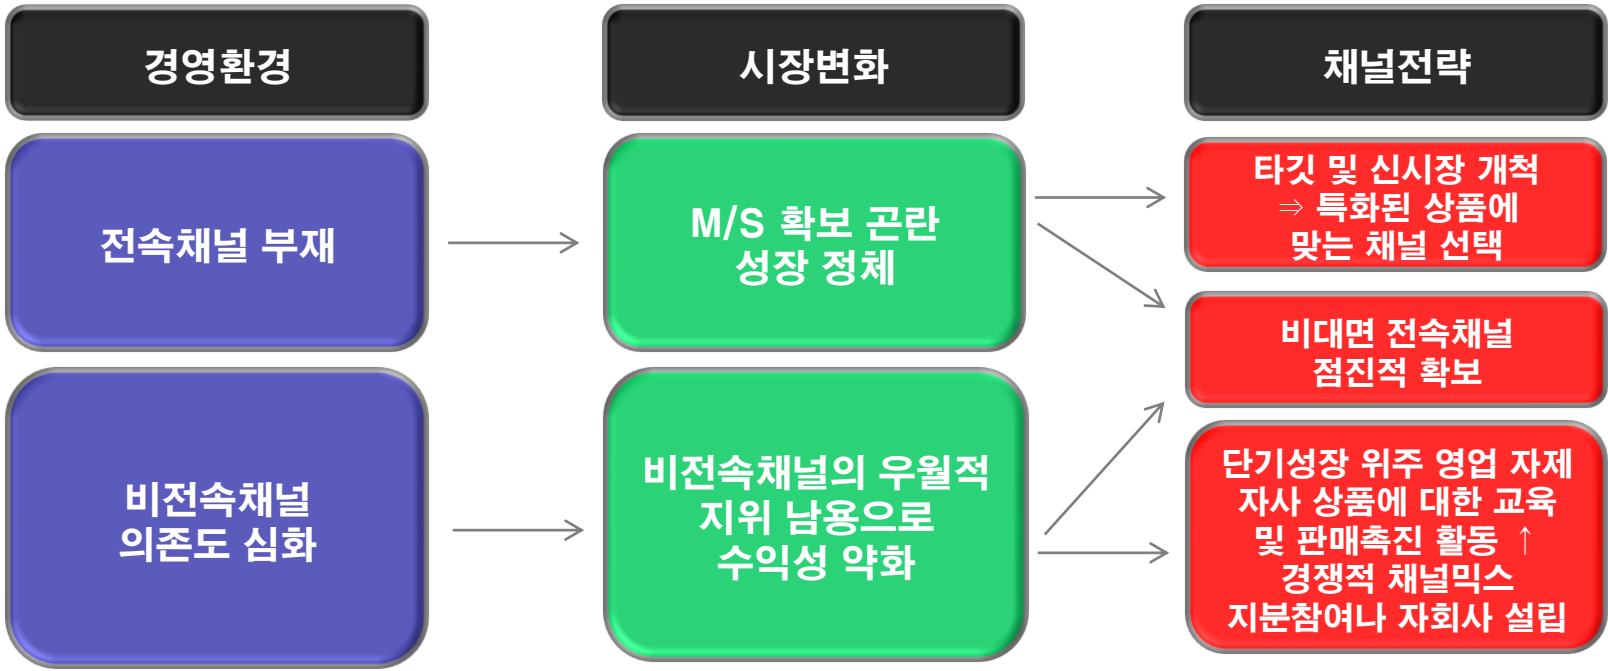 경영환경
시장변화
채널전략
전속채널 부재
M/S 확보 곤란
성장 정체
타깃 및 신시장 개척
⇒ 특화된 상품에
맞는 채널 선택
비대면 전속채널
점진적 확보
비전속채널
의존도 심화
비전속채널의 우월적
지위 남용으로
수익성 약화
단기성장 위주 영업 자제
자사 상품에 대한 교육
및 판매촉진 활동 ↑
경쟁적 채널믹스
지분참여나 자회사 설립